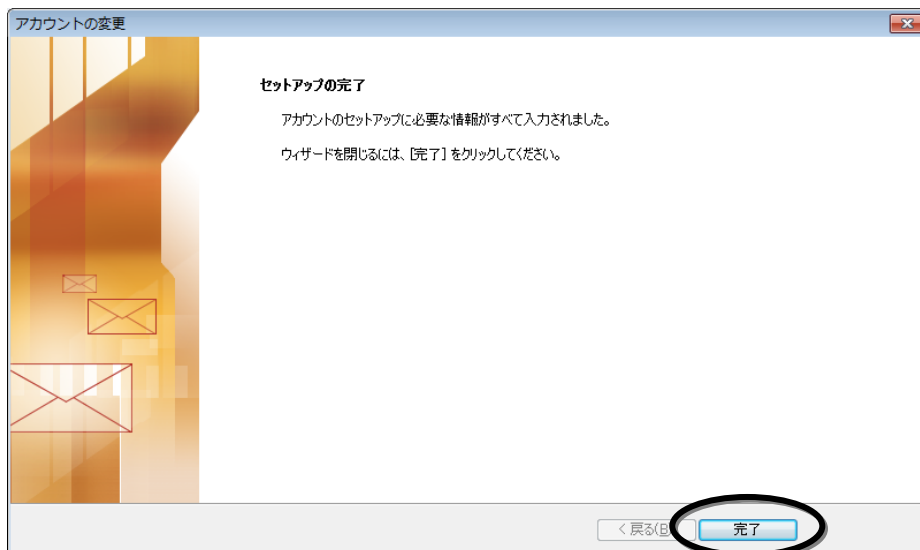 アカウントの変更
セットアップの完了
アカウントのセットアップに必要な情報がすべて入力されました。
ウィザードを閉じるには、[完了] をクリックしてください。
< 戻る(B
完了